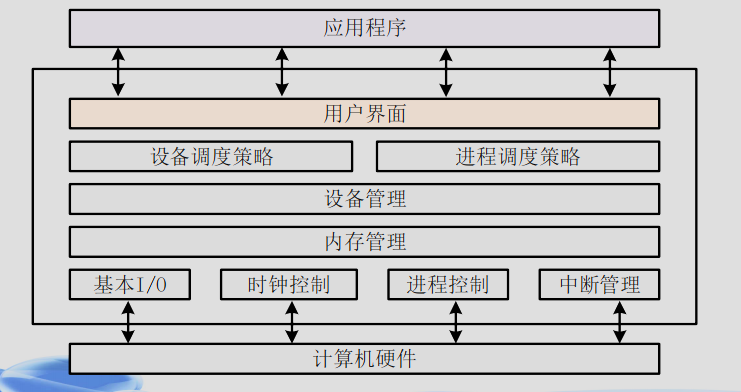 应用程序
用户界面
设备调度策略 进程调度策略
设备管理
内存管理
基本I/O 时钟控制 进程控制 中断管理
计算机硬件